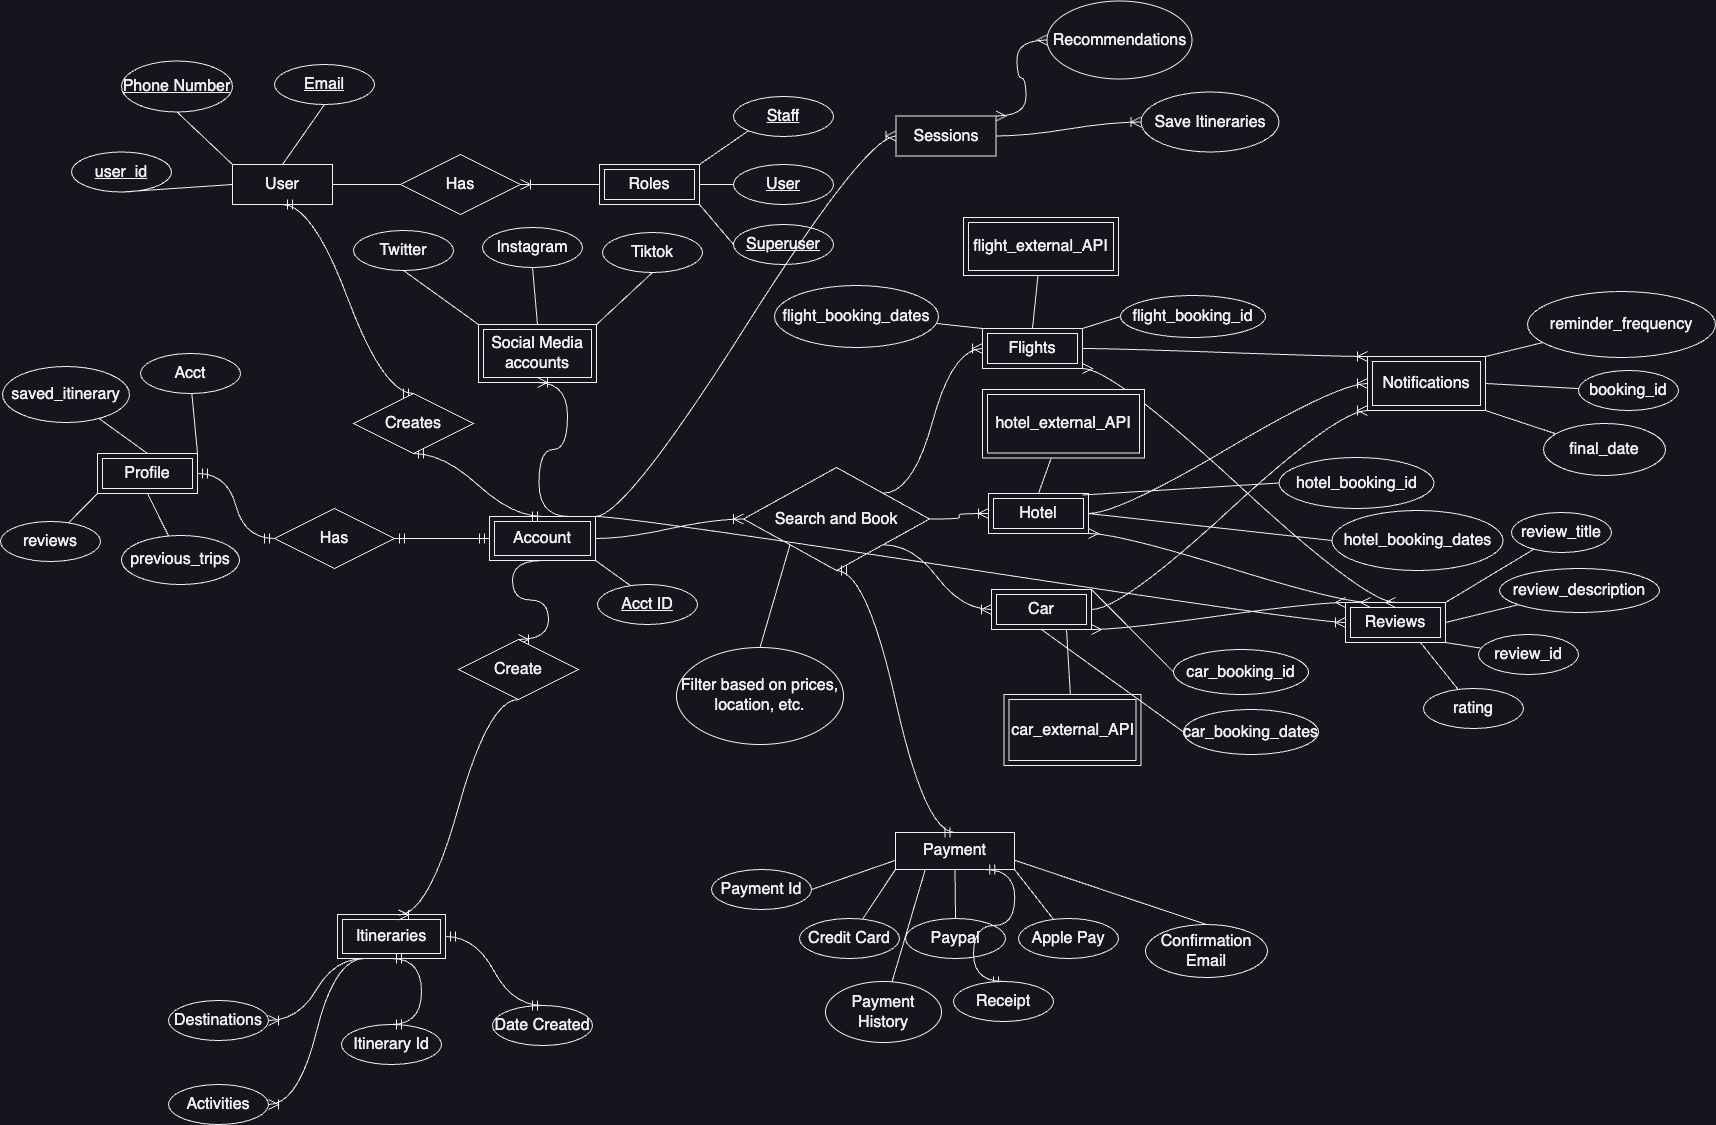 Recommendations
Phone Number
Email
Staff
Save Itineraries
Sessions
user_id
User
Has
Roles
User
Superuser
Twitter
Instagram
Tiktok
flight_external_API
flight_booking_dates
flight_booking_id
reminder_frequency
Social Media
accounts
Flights
Acct
Notifications
booking_id
saved_itinerary
Creates
hotel_external_API
final_date
Profile
hotel_booking_id
Search and Book
Hotel
review_title
reviews
Has
Account
hotel_booking_dates
previous_trips
review_description
Acct ID
Car
Reviews
review_id
Create
car_booking_id
Filter based on prices,
location, etc.
rating
car_external_API
car_booking_dates
Payment
Payment Id
Itineraries
Credit Card
Paypal
Apple Pay
Confirmation
Email
Payment
History
Receipt
Destinations
Itinerary Id
Date Created
Activities